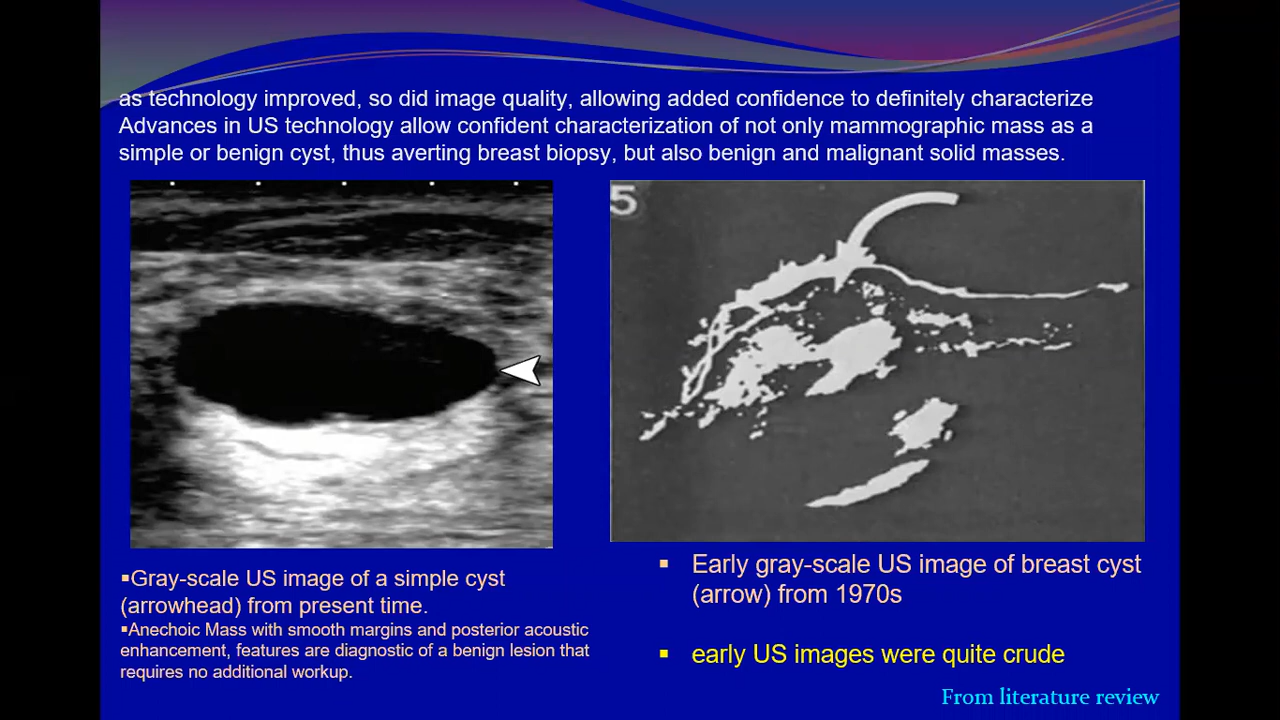 as technology improved, so did image quality, allowing added confidence to definitely characterize
Advances in US technology allow confident characterization of not only mammographic mass as a
simple or benign cyst, thus averting breast biopsy, but also benign and malignant solid masses.
5
▪Gray-scale US image of a simple cyst
(arrowhead) from present time.
▪Anechoic Mass with smooth margins and posterior acoustic
enhancement, features are diagnostic of a benign lesion that
requires no additional workup.
▪ Early gray-scale US image of breast cyst
(arrow) from 1970s
▪ early US images were quite crude
From literature review